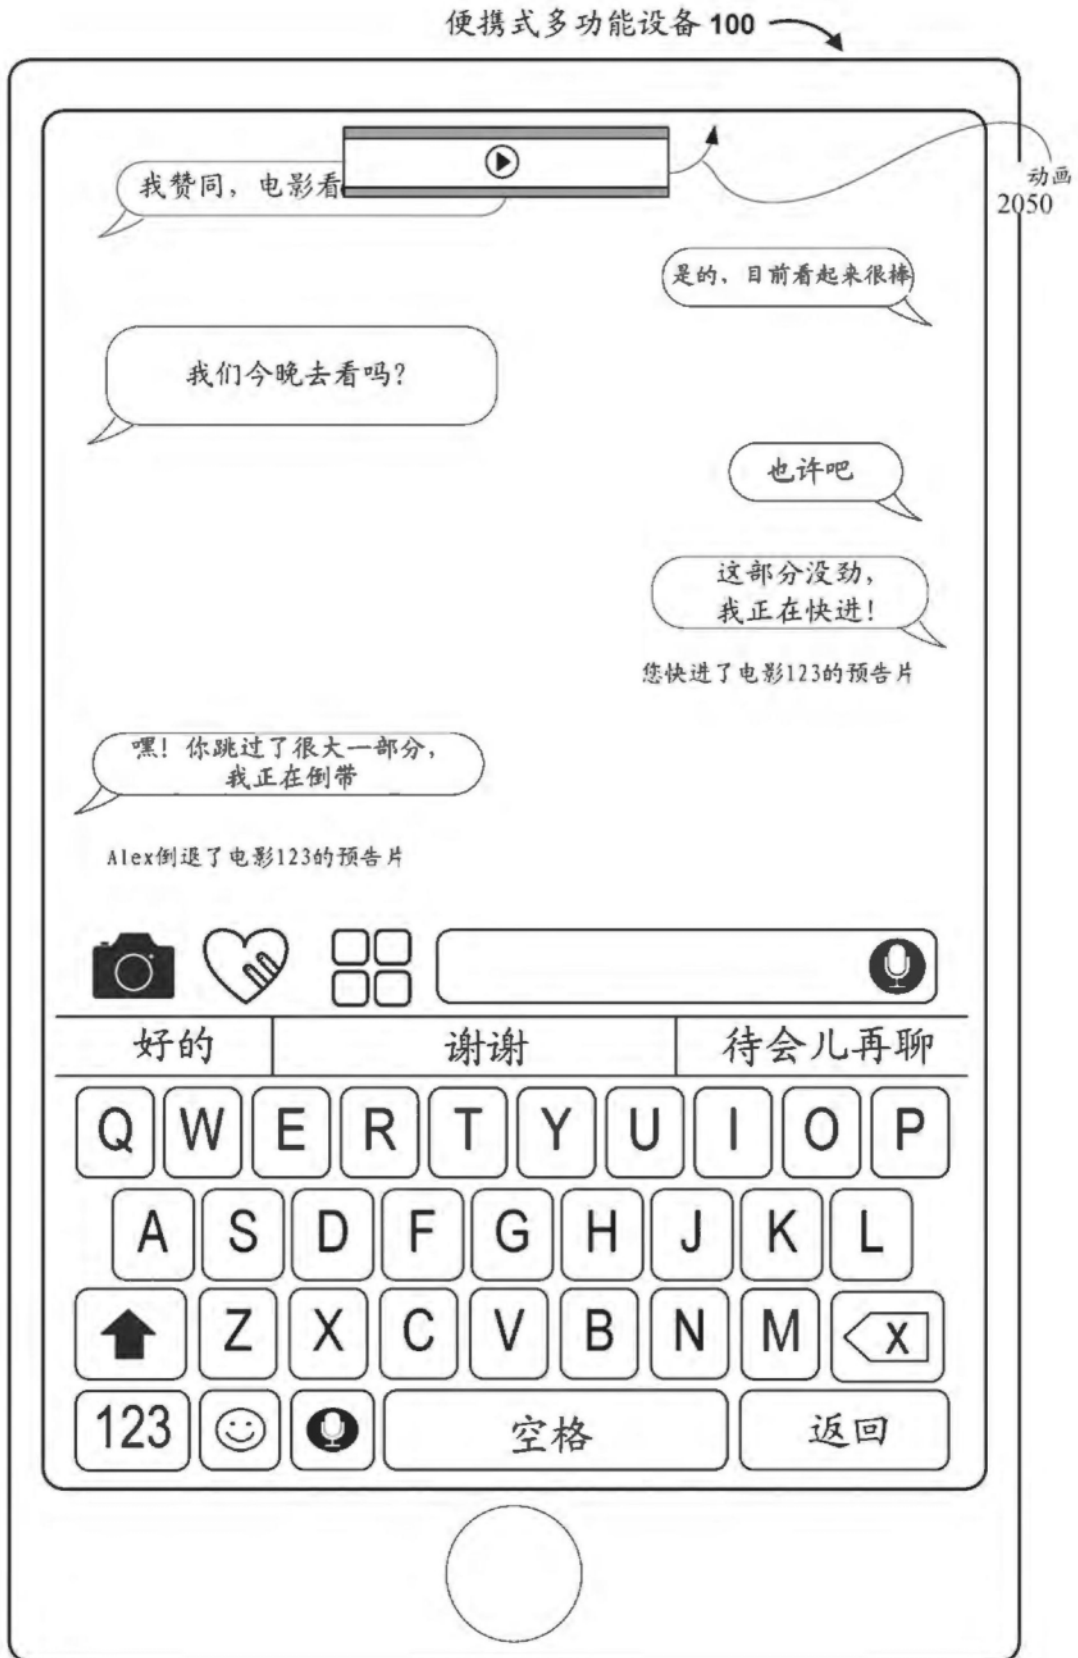 便携式多功能设备 100
动画
2050
我赞同，电影看
是的、目前看起来很棒
我们今晚去看吗？
也许吧
这部分没劲，
我正在快进！
您快进了电影123的预告片
嘿！你跳过了很大一部分，
我正在倒带
Alex倒退了电影123的预告片
好的 谢谢 待会儿再聊
Q W E R T Y U I O P
A S D F G H J K L
Z X C V B N M X
123 空格 返回